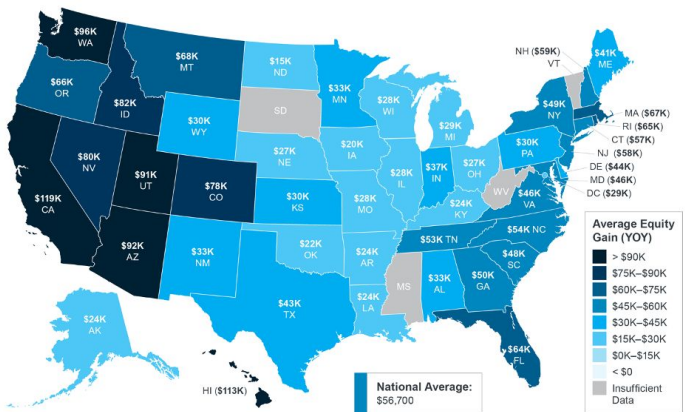 $96K
WA
$68K
MT
$15K
ND
$33K
MN
NH ($59K)
VT
$41K
ME
$66K
OR
$82K
ID
$30K
WY
SD
$28K
WI
$29K
MI
$49K
NY
MA ($67K)
RI ($65K)
CT ($57K)
NJ ($58K)
DE ($44K)
MD ($46K)
DC ($29K)
$80K
NV
$91K
UT
$78K
CO
$27K
NE
$20K
IA
$28K
IL
$37K
IN
$27K
OH
$30K
PA
WV
$46K
VA
$119K
CA
$92K
AZ
$33K
NM
$30K
KS
$28K
MO
$24K
KY
$53K TN
$54K NC
$22K
OK
$24K
AR
$48K
SC
$43K
TX
$24K
LA
MS
$33K
AL
$50K
GA
$64K
FL
$24K
AK
HI ($113K)
National Average:
$56,700
Average Equity
Gain (YOY)
> $90K
$75K–$90K
$60K–$75K
$45K–$60K
$30K–$45K
$15K–$30K
$0K–$15K
< $0
Insufficient
Data